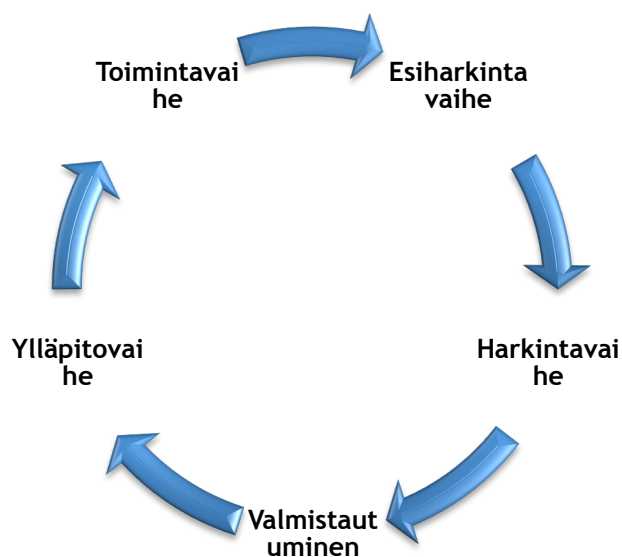 Toimintavai
he
Esiharkinta
vaihe
Ylläpitovai
he
Harkintavai
he
Valmistaut
uminen